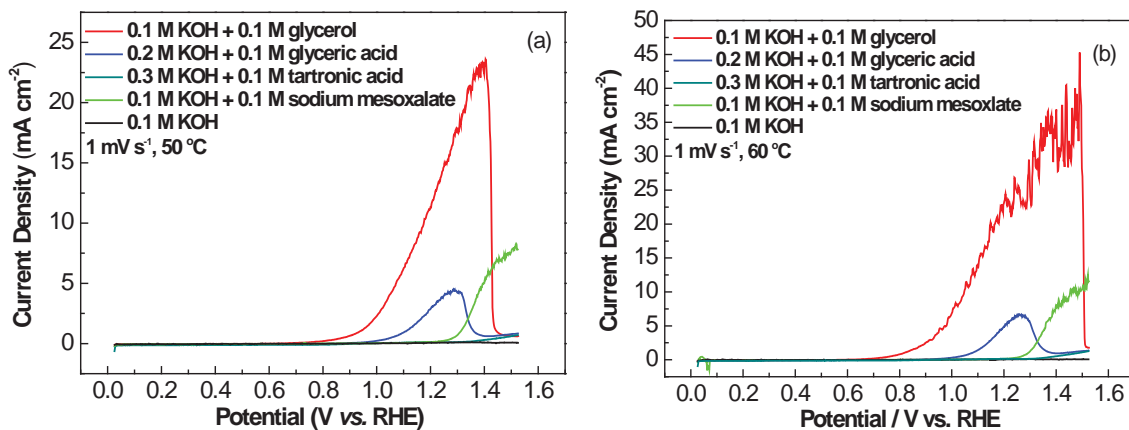 0.1 M KOH + 0.1 M glycerol
0.2 M KOH + 0.1 M glyceric acid
0.3 M KOH + 0.1 M tartronic acid
0.1 M KOH + 0.1 M sodium mesoxalate
0.1 M KOH
1 mV s⁻¹, 50 °C
(a)
25
20
15
10
5
0
Current Density (mA cm⁻²)
0.0 0.2 0.4 0.6 0.8 1.0 1.2 1.4 1.6
Potential (V vs. RHE)
0.1 M KOH + 0.1 M glycerol
0.2 M KOH + 0.1 M glyceric acid
0.3 M KOH + 0.1 M tartronic acid
0.1 M KOH + 0.1 M sodium mesoxlate
0.1 M KOH
1 mV s⁻¹, 60 °C
(b)
50
45
40
35
30
25
20
15
10
5
0
Current Density (mA cm⁻²)
0.0 0.2 0.4 0.6 0.8 1.0 1.2 1.4 1.6
Potential / V vs. RHE